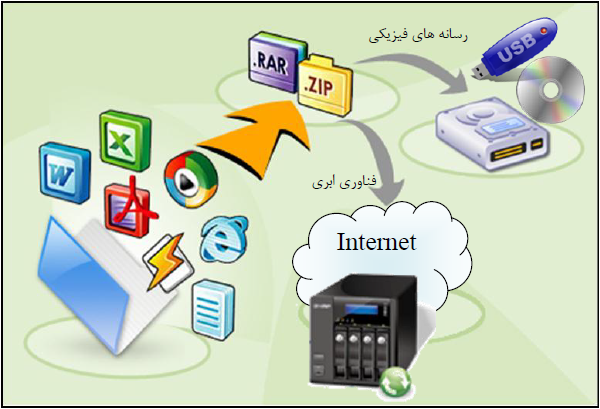 رسانه های فیزیکی
USB
.RAR
.ZIP
فناوری ابری
Internet
X
W